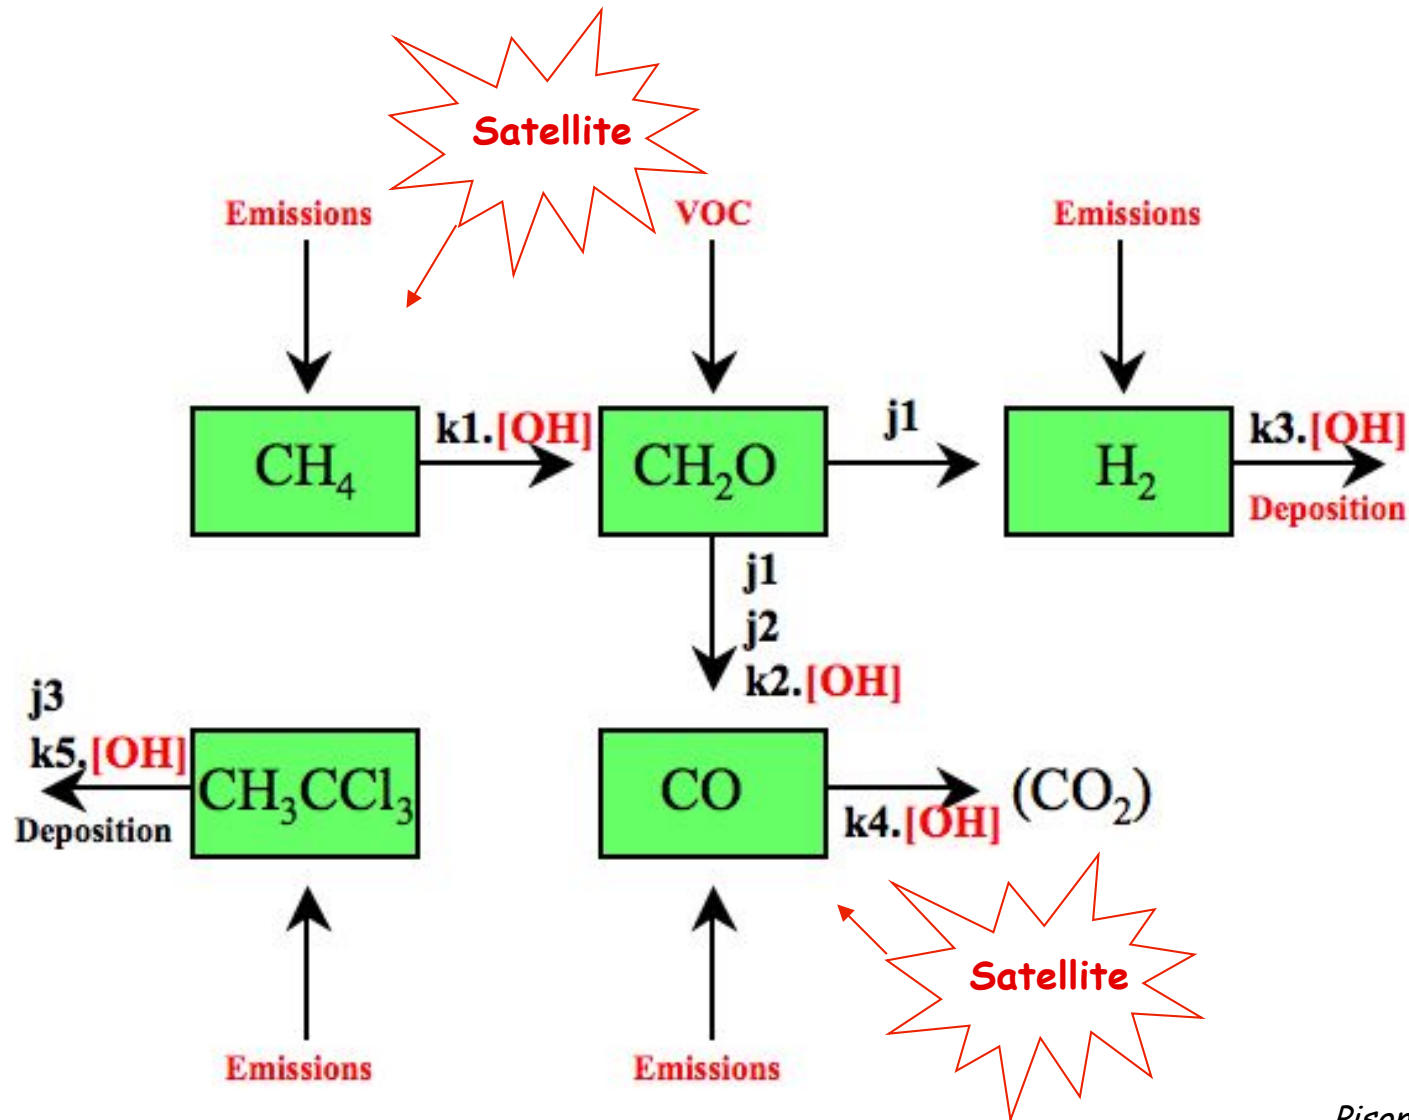 Satellite
Emissions
VOC
Emissions
CH₄
k1.[OH]
CH₂O
j1
H₂
k3.[OH]
Deposition
j1
j2
k2.[OH]
j3
k5.[OH]
Deposition
CH₃CCl₃
CO
k4.[OH]
(CO₂)
Satellite
Emissions
Emissions